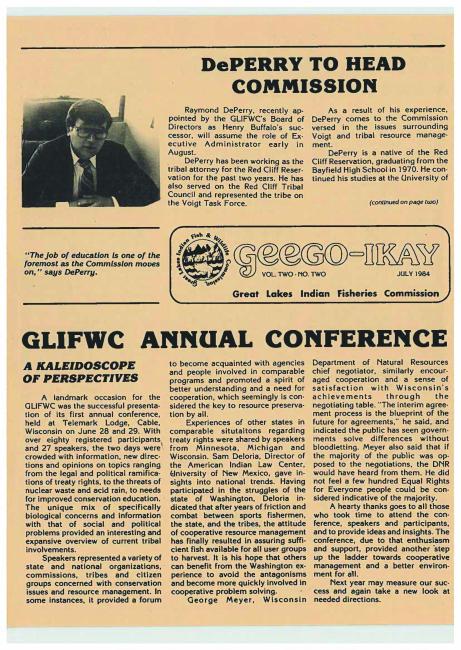 DePERRY TO HEAD
COMMISSION
Raymond DePerry, recently ap-
pointed by the GLIFWC's Board of
Directors as Henry Buffalo's suc-
cessor, will assume the role of Ex-
ecutive Administrator early in
August.
DePerry has been working as the
tribal attorney for the Red Cliff Reser-
vation for the past two years. He has
also served on the Red Cliff Tribal
Council and represented the tribe on
the Voigt Task Force.
As a result of his experience,
DePerry comes to the Commission
versed in the issues surrounding
Voigt and tribal resource manage-
ment.
DePerry is a native of the Red
Cliff Reservation, graduating from the
Bayfield High School in 1970. He con-
tinued his studies at the University of
(continued on page two)
"The job of education is one of the
foremost as the Commission moves
on," says DePerry.
Great Lakes Indian Fish & Wildlife Commission
GEEGO-IKAY
VOL. TWO · NO. TWO JULY 1984
Great Lakes Indian Fisheries Commission
GLIFWC ANNUAL CONFERENCE
A KALEIDOSCOPE
OF PERSPECTIVES
A landmark occasion for the
GLIFWC was the successful presenta-
tion of its first annual conference,
held at Telemark Lodge, Cable,
Wisconsin on June 28 and 29. With
over eighty registered participants
and 27 speakers, the two days were
crowded with information, new direc-
tions and opinions on topics ranging
from the legal and political ramifica-
tions of treaty rights, to the threats of
nuclear waste and acid rain, to needs
for improved conservation education.
The unique mix of specifically
biological concerns and information
with that of social and political
problems provided an interesting and
expansive overview of current tribal
involvements.
Speakers represented a variety of
state and national organizations,
commissions, tribes and citizen
groups concerned with conservation
issues and resource management. In
some instances, it provided a forum
to become acquainted with agencies
and people involved in comparable
programs and promoted a spirit of
better understanding and a need for
cooperation, which seemingly is con-
sidered the key to resource preserva-
tion by all.
Experiences of other states in
comparable situtaitons regarding
treaty rights were shared by speakers
from Minnesota, Michigan and
Wisconsin. Sam Deloria, Director of
the American Indian Law Center,
University of New Mexico, gave in-
sights into national trends. Having
participated in the struggles of the
state of Washington, Deloria in-
dicated that after years of friction and
combat between sports fishermen,
the state, and the tribes, the attitude
of cooperative resource management
has finally resulted in assuring suffi-
cient fish available for all user groups
to harvest. It is his hope that others
can benefit from the Washington ex-
perience to avoid the antagonisms
and become more quickly involved in
cooperative problem solving.
George Meyer, Wisconsin
Department of Natural Resources
chief negotiator, similarly encour-
aged cooperation and a sense of
satisfaction with Wisconsin's
achievements through the
negotiating table. "The interim agree-
ment process is the blueprint of the
future for agreements," he said, and
indicated the public has seen govern-
ments solve differences without
bloodletting. Meyer also said that if
the majority of the public was op-
posed to the negotiations, the DNR
would have heard from them. He did
not feel a few hundred Equal Rights
for Everyone people could be con-
sidered indicative of the majority.
A hearty thanks goes to all those
who took time to attend the con-
ference, speakers and participants,
and to provide ideas and insights. The
conference, due to that enthusiasm
and support, provided another step
up the ladder towards cooperative
management and a better environ-
ment for all.
Next year may measure our suc-
cess and again take a new look at
needed directions.